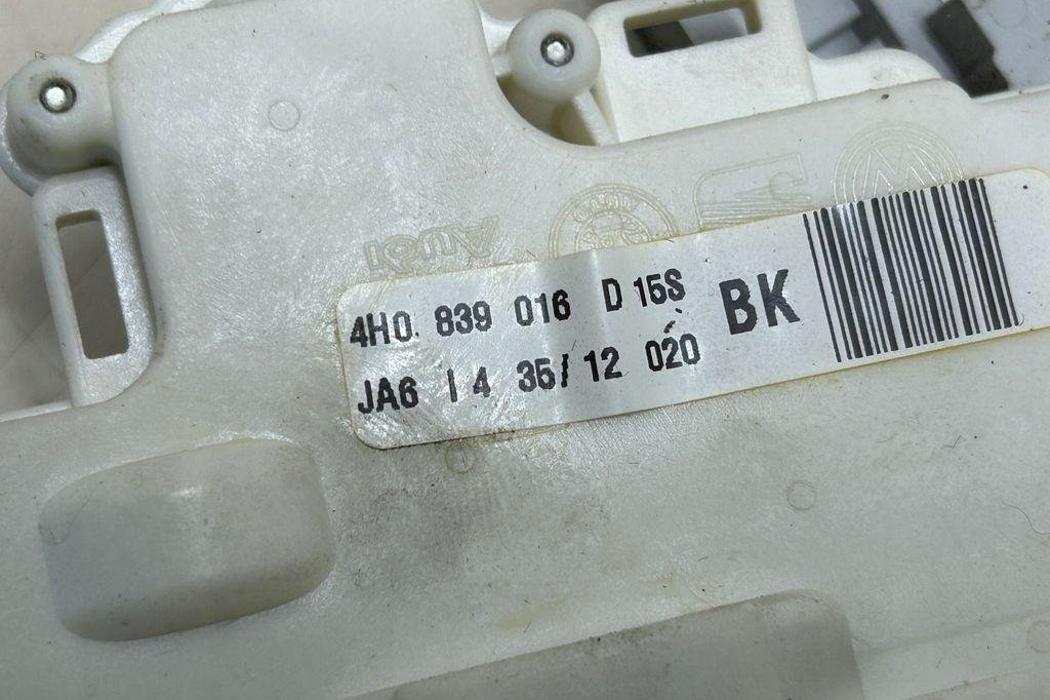 Audi
4H0. 839 016 D 15S BK
JA6 I 4 35/ 12 020